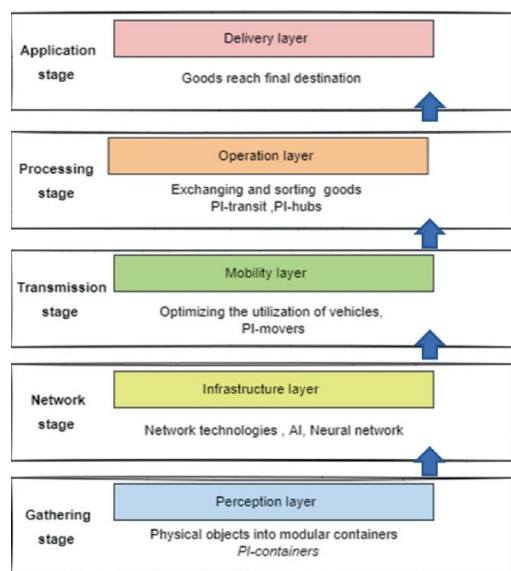 Application
stage
Delivery layer
Goods reach final destination
Processing
stage
Operation layer
Exchanging and sorting goods
PI-transit ,PI-hubs
Transmission
stage
Mobility layer
Optimizing the utilization of vehicles,
PI-movers
Network
stage
Infrastructure layer
Network technologies , AI, Neural network
Gathering
stage
Perception layer
Physical objects into modular containers
PI-containers